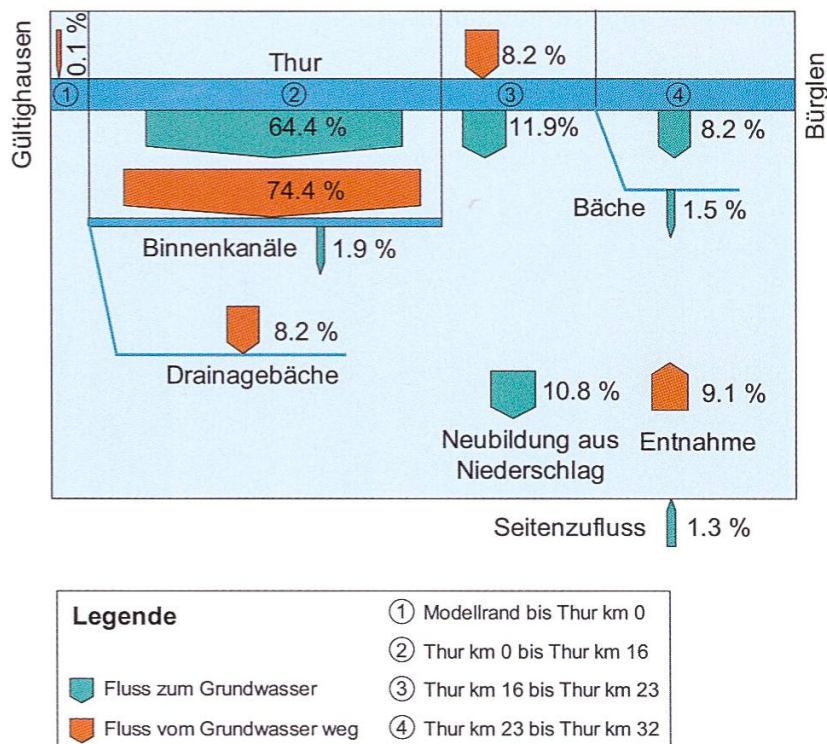 0.1 %
Thur
8.2 %
Gültighausen
①
②
③
④
Bürglen
64.4 %
11.9%
8.2 %
74.4 %
Bäche
1.5 %
Binnenkanäle
1.9 %
8.2 %
Drainagebäche
10.8 %
9.1 %
Neubildung aus
Niederschlag
Entnahme
Seitenzufluss
1.3 %
Legende
① Modellrand bis Thur km 0
② Thur km 0 bis Thur km 16
Fluss zum Grundwasser
③ Thur km 16 bis Thur km 23
Fluss vom Grundwasser weg
④ Thur km 23 bis Thur km 32